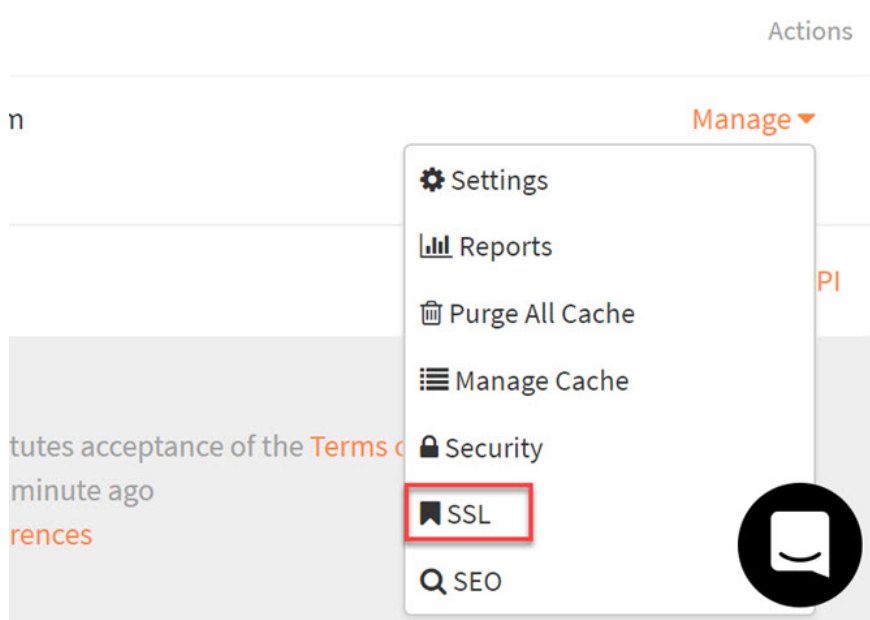 Actions
m
Manage
Settings
Reports
PI
Purge All Cache
Manage Cache
tutes acceptance of the Terms o
Security
minute ago
SSL
rences
SEO